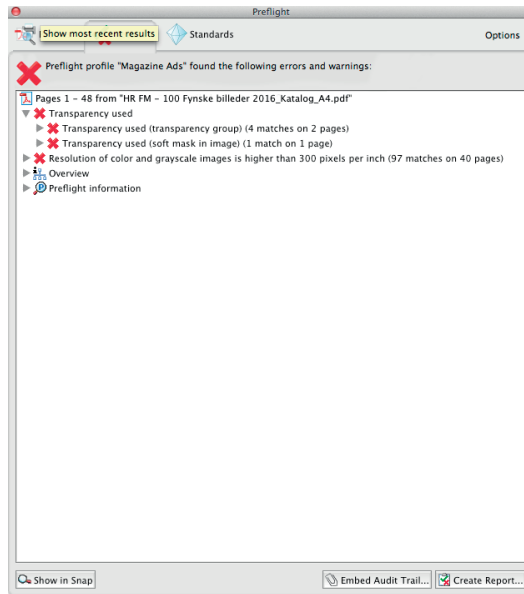 Preflight
Show most recent results
Standards
Options
Preflight profile "Magazine Ads" found the following errors and warnings:
Pages 1 - 48 from "HR FM - 100 Fynske billeder 2016_Katalog_A4.pdf"
Transparency used
Transparency used (transparency group) (4 matches on 2 pages)
Transparency used (soft mask in image) (1 match on 1 page)
Resolution of color and grayscale images is higher than 300 pixels per inch (97 matches on 40 pages)
Overview
Preflight information
Show in Snap
Embed Audit Trail...
Create Report...